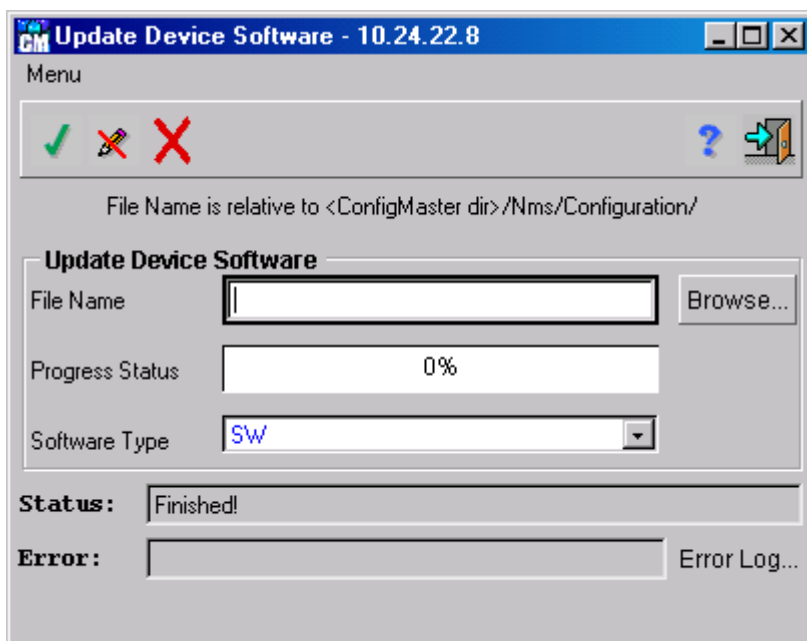 CM Update Device Software - 10.24.22.8
Menu
?
File Name is relative to <ConfigMaster dir>/Nms/Configuration/
Update Device Software
File Name
Browse...
Progress Status 0%
Software Type SW
Status: Finished!
Error: Error Log...